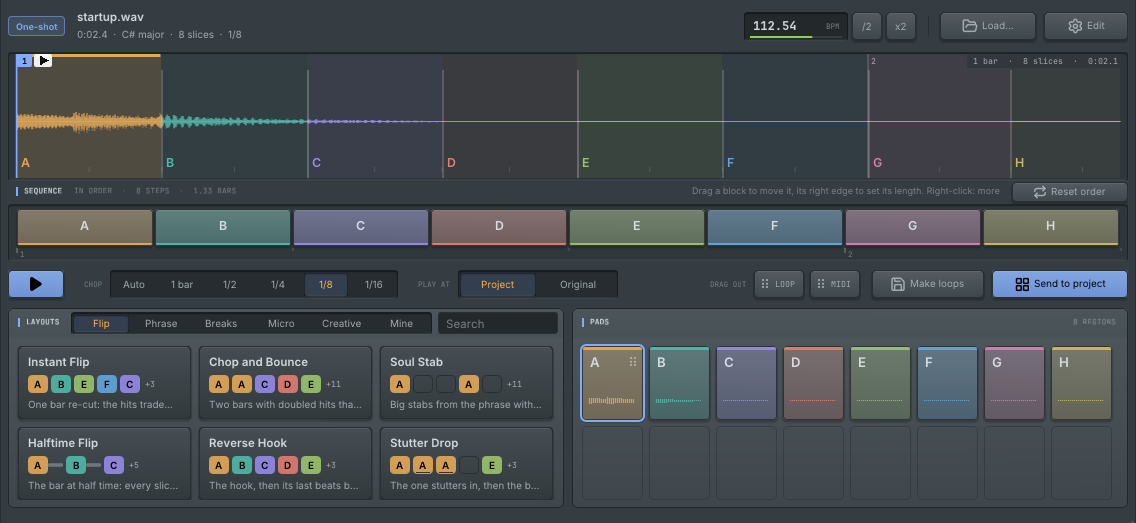 One-shot
startup.wav
0:02.4 · C# major · 8 slices · 1/8
112.54 BPM
/2
x2
Load...
Edit
1
2
1 bar · 8 slices · 0:02.1
A B C D E F G H
SEQUENCE IN ORDER · 8 STEPS · 1.33 BARS
Drag a block to move it, its right edge to set its length. Right-click: more
Reset order
A B C D E F G H
1 2
CHOP Auto 1 bar 1/2 1/4 1/8 1/16
PLAY AT Project Original
DRAG OUT LOOP MIDI
Make loops
Send to project
LAYOUTS Flip Phrase Breaks Micro Creative Mine Search
Instant Flip
A B E F C +3
One bar re-cut: the hits trade...
Chop and Bounce
A A C D E +11
Two bars with doubled hits tha...
Soul Stab
A A +11
Big stabs from the phrase with...
Halftime Flip
A B C +5
The bar at half time: every slic...
Reverse Hook
A B C D E +3
The hook, then its last beats b...
Stutter Drop
A A A E +3
The one stutters in, then the b...
PADS
8 REGIONS
A B C D E F G H